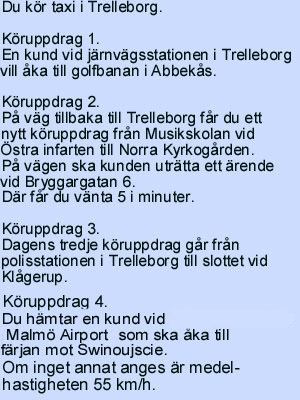 Du kör taxi i Trelleborg.
Köruppdrag 1.
En kund vid järnvägsstationen i Trelleborg
vill åka till golfbanan i Abbekås.
Köruppdrag 2.
På väg tillbaka till Trelleborg får du ett
nytt köruppdrag från Musikskolan vid
Östra infarten till Norra Kyrkogården.
På vägen ska kunden uträtta ett ärende
vid Bryggargatan 6.
Där får du vänta 5 i minuter.
Köruppdrag 3.
Dagens tredje köruppdrag går från
polisstationen i Trelleborg till slottet vid
Klågerup.
Köruppdrag 4.
Du hämtar en kund vid
Malmö Airport som ska åka till
färjan mot Swinoujscie.
Om inget annat anges är medel-
hastigheten 55 km/h.